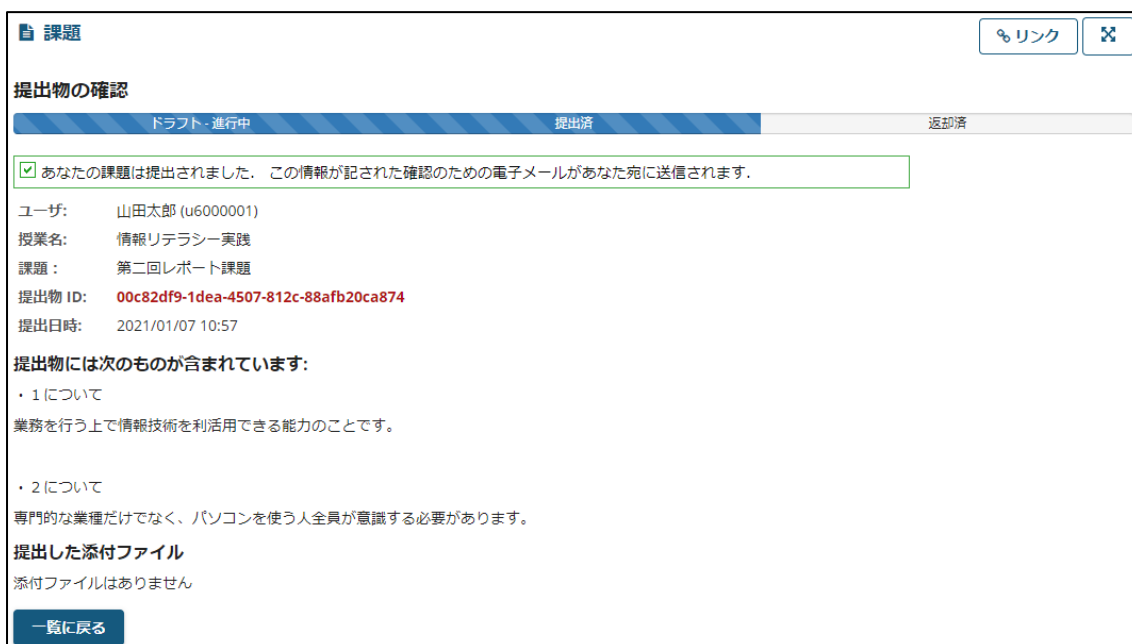 課題
リンク
提出物の確認
ドラフト - 進行中 提出済 返却済
あなたの課題は提出されました． この情報が記された確認のための電子メールがあなた宛に送信されます．
ユーザ: 山田太郎 (u6000001)
授業名: 情報リテラシー実践
課題： 第二回レポート課題
提出物 ID: 00c82df9-1dea-4507-812c-88afb20ca874
提出日時: 2021/01/07 10:57
提出物には次のものが含まれています:
・１について
業務を行う上で情報技術を利活用できる能力のことです。
・２について
専門的な業種だけでなく、パソコンを使う人全員が意識する必要があります。
提出した添付ファイル
添付ファイルはありません
一覧に戻る